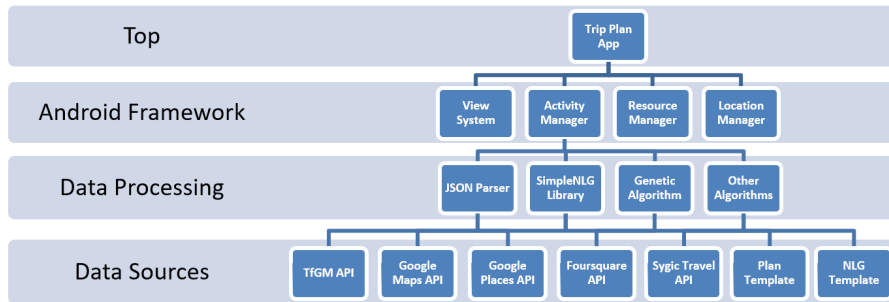 Top
Trip Plan
App
Android Framework
View
System
Activity
Manager
Resource
Manager
Location
Manager
Data Processing
JSON Parser
SimpleNLG
Library
Genetic
Algorithm
Other
Algorithms
Data Sources
TfGM API
Google
Maps API
Google
Places API
Foursquare
API
Sygic Travel
API
Plan
Template
NLG
Template